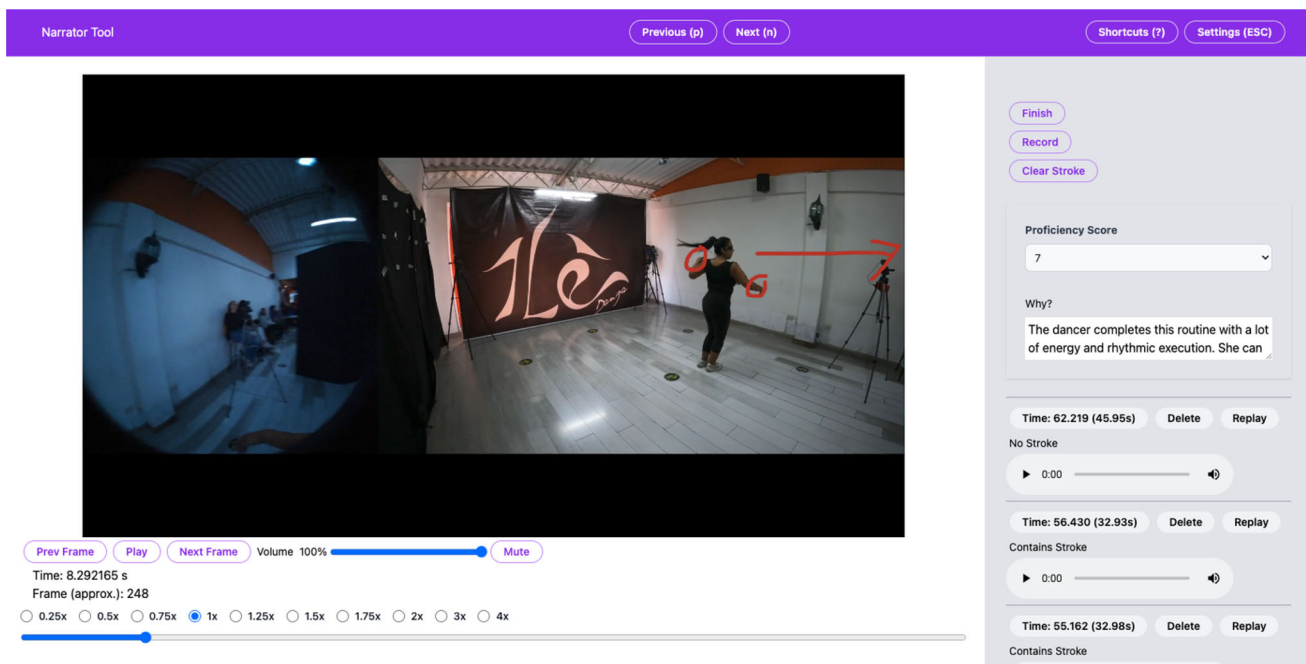 Narrator Tool
Previous (p) Next (n)
Shortcuts (?) Settings (ESC)
Finish
Record
Clear Stroke
Proficiency Score
7
Why?
The dancer completes this routine with a lot
of energy and rhythmic execution. She can
Time: 62.219 (45.95s) Delete Replay
No Stroke
0:00
Time: 56.430 (32.93s) Delete Replay
Contains Stroke
0:00
Time: 55.162 (32.98s) Delete Replay
Contains Stroke
Prev Frame Play Next Frame Volume 100% Mute
Time: 8.292165 s
Frame (approx.): 248
0.25x 0.5x 0.75x 1x 1.25x 1.5x 1.75x 2x 3x 4x